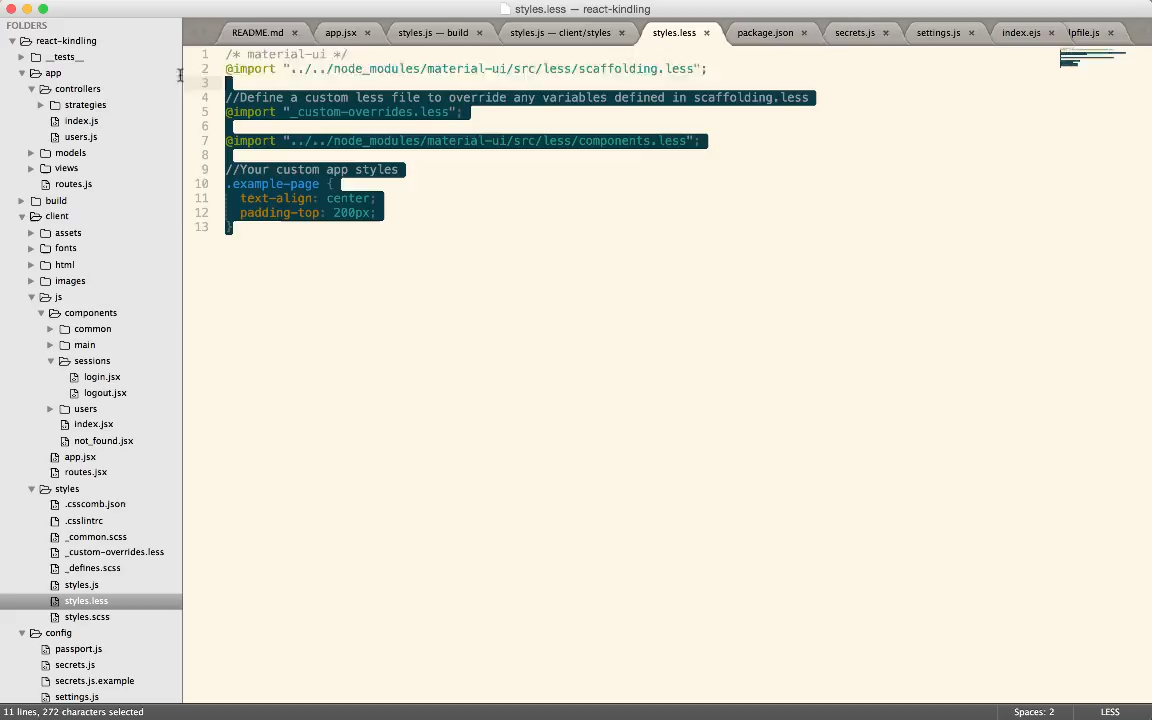 styles.less — react-kindling
FOLDERS
react-kindling
__tests__
app
controllers
strategies
index.js
users.js
models
views
routes.js
build
client
assets
fonts
html
images
js
components
common
main
sessions
login.jsx
logout.jsx
users
index.jsx
not_found.jsx
app.jsx
routes.jsx
styles
.csscomb.json
.csslintrc
_common.scss
_custom-overrides.less
_defines.scss
styles.js
styles.less
styles.scss
config
passport.js
secrets.js
secrets.js.example
settings.js
README.md
app.jsx
styles.js — build
styles.js — client/styles
styles.less
package.json
secrets.js
settings.js
index.ejs
lpfile.js
1 /* material-ui */
2 @import "../../node_modules/material-ui/src/less/scaffolding.less";
3
4 //Define a custom less file to override any variables defined in scaffolding.less
5 @import "_custom-overrides.less";
6
7 @import "../../node_modules/material-ui/src/less/components.less";
8
9 //Your custom app styles
10 .example-page {
11 text-align: center;
12 padding-top: 200px;
13 }
11 lines, 272 characters selected
Spaces: 2
LESS